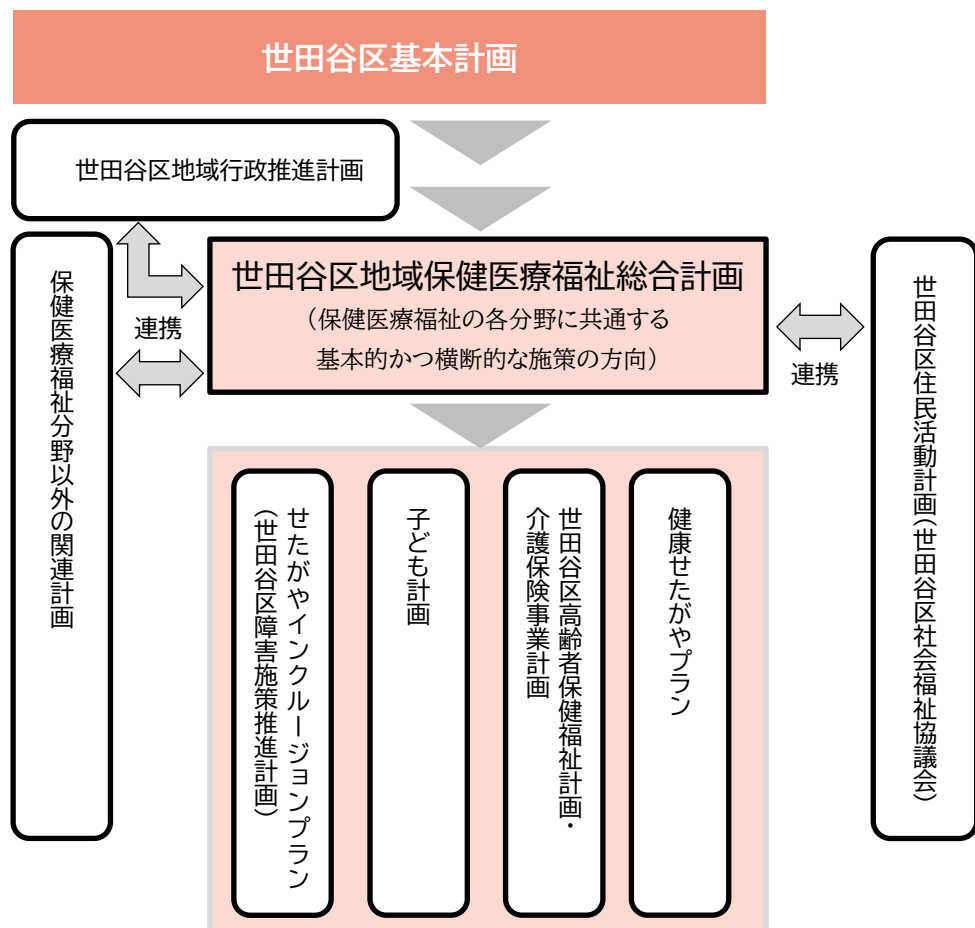 世田谷区基本計画
世田谷区地域行政推進計画
世田谷区地域保健医療福祉総合計画
（保健医療福祉の各分野に共通する
基本的かつ横断的な施策の方向）
連携
連携
保健医療福祉分野以外の関連計画
せたがやインクルージョンプラン
（世田谷区障害施策推進計画）
子ども計画
世田谷区高齢者保健福祉計画・
介護保険事業計画
健康せたがやプラン
世田谷区住民活動計画（世田谷区社会福祉協議会）